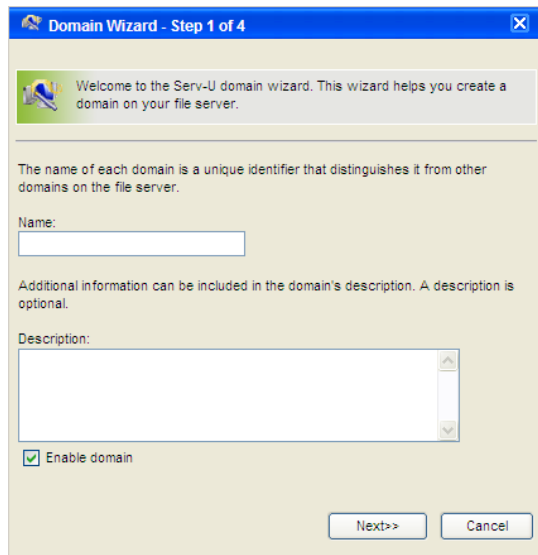 Domain Wizard - Step 1 of 4
Welcome to the Serv-U domain wizard. This wizard helps you create a
domain on your file server.
The name of each domain is a unique identifier that distinguishes it from other
domains on the file server.
Name:
Additional information can be included in the domain's description. A description is
optional.
Description:
Enable domain
Next>>
Cancel